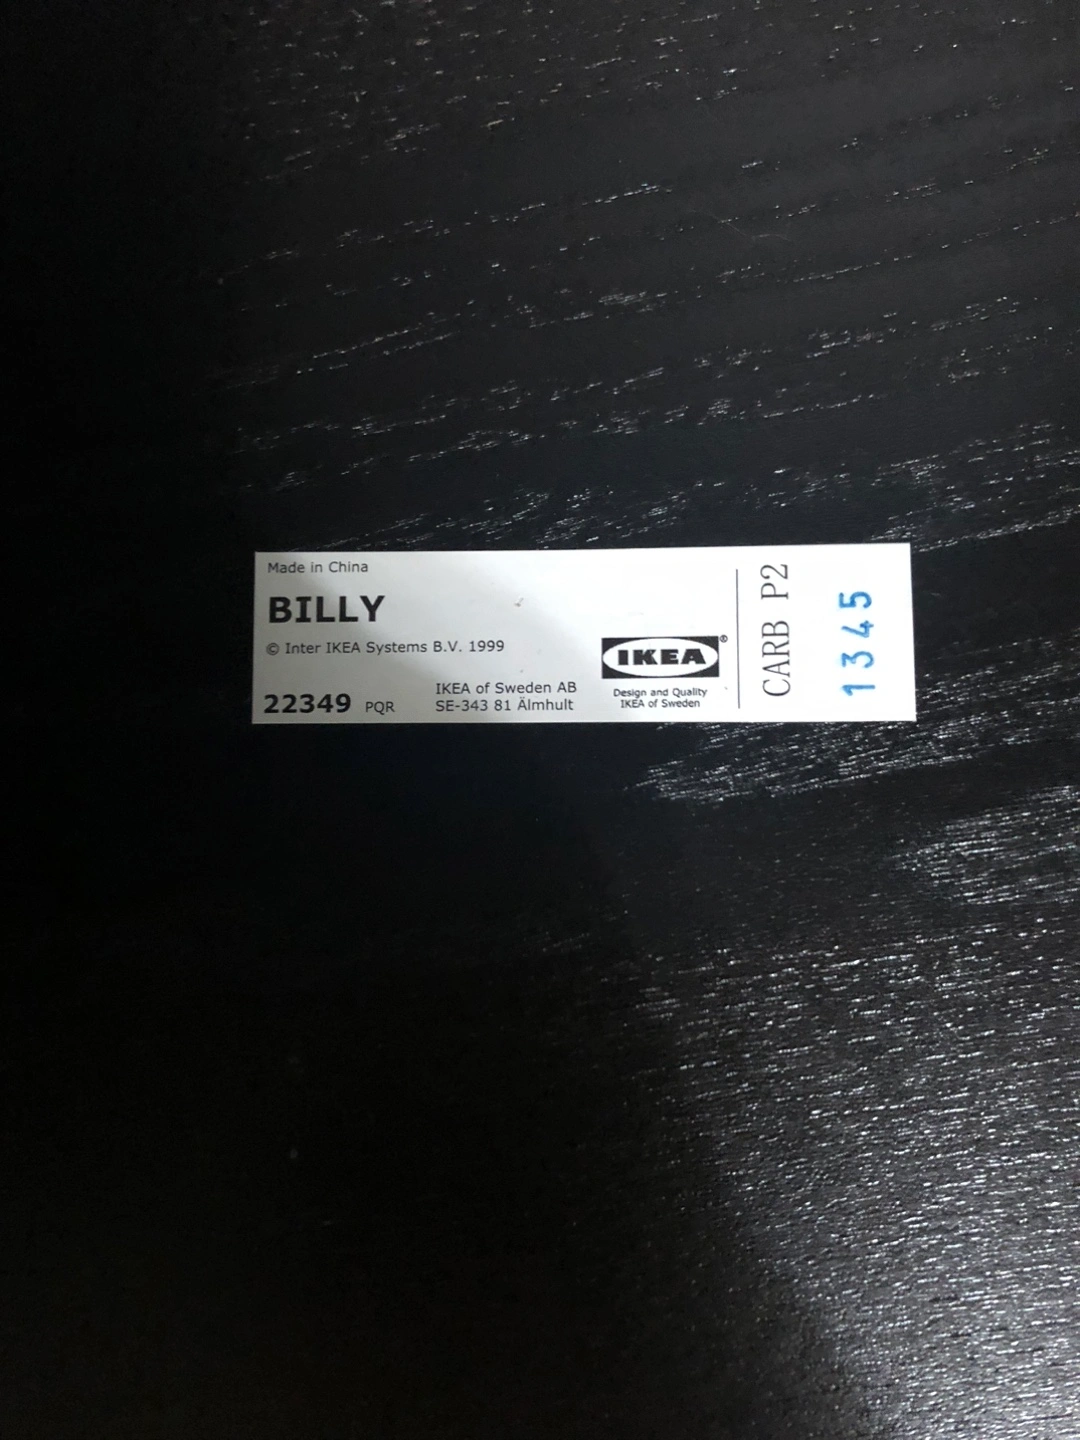 Made in China
BILLY
© Inter IKEA Systems B.V. 1999
22349 PQR
IKEA of Sweden AB
SE-343 81 Älmhult
IKEA®
Design and Quality
IKEA of Sweden
CARB P2
1345